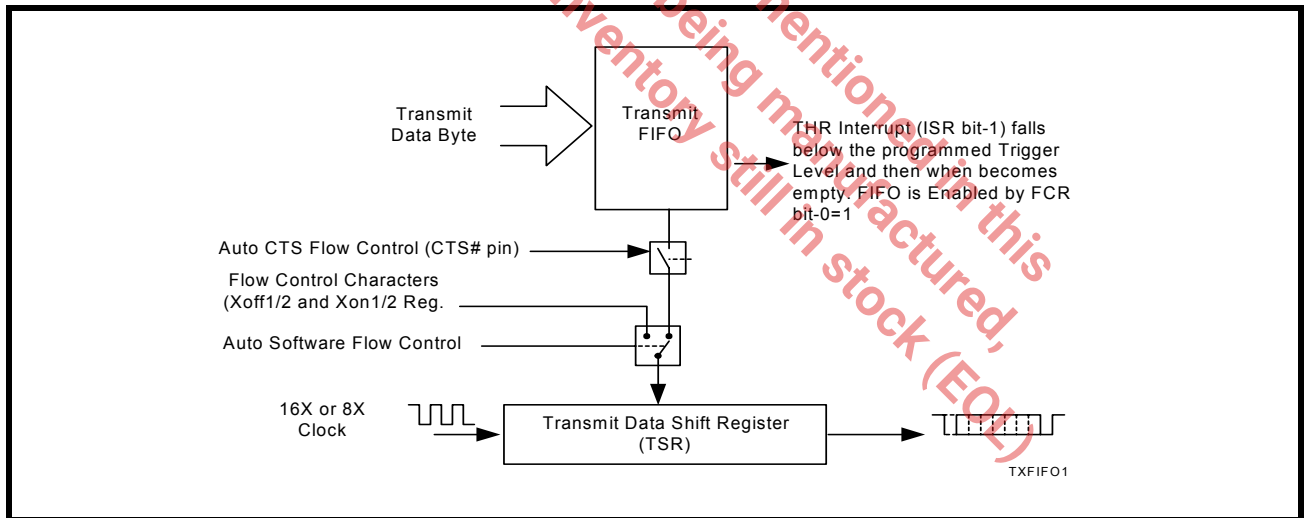 mentioned in this
being manufactured,
inventory still in stock (EOL)
Transmit
Data Byte
Transmit
FIFO
THR Interrupt (ISR bit-1) falls
below the programmed Trigger
Level and then when becomes
empty. FIFO is Enabled by FCR
bit-0=1
Auto CTS Flow Control (CTS# pin)
Flow Control Characters
(Xoff1/2 and Xon1/2 Reg.
Auto Software Flow Control
16X or 8X
Clock
Transmit Data Shift Register
(TSR)
TXFIFO1